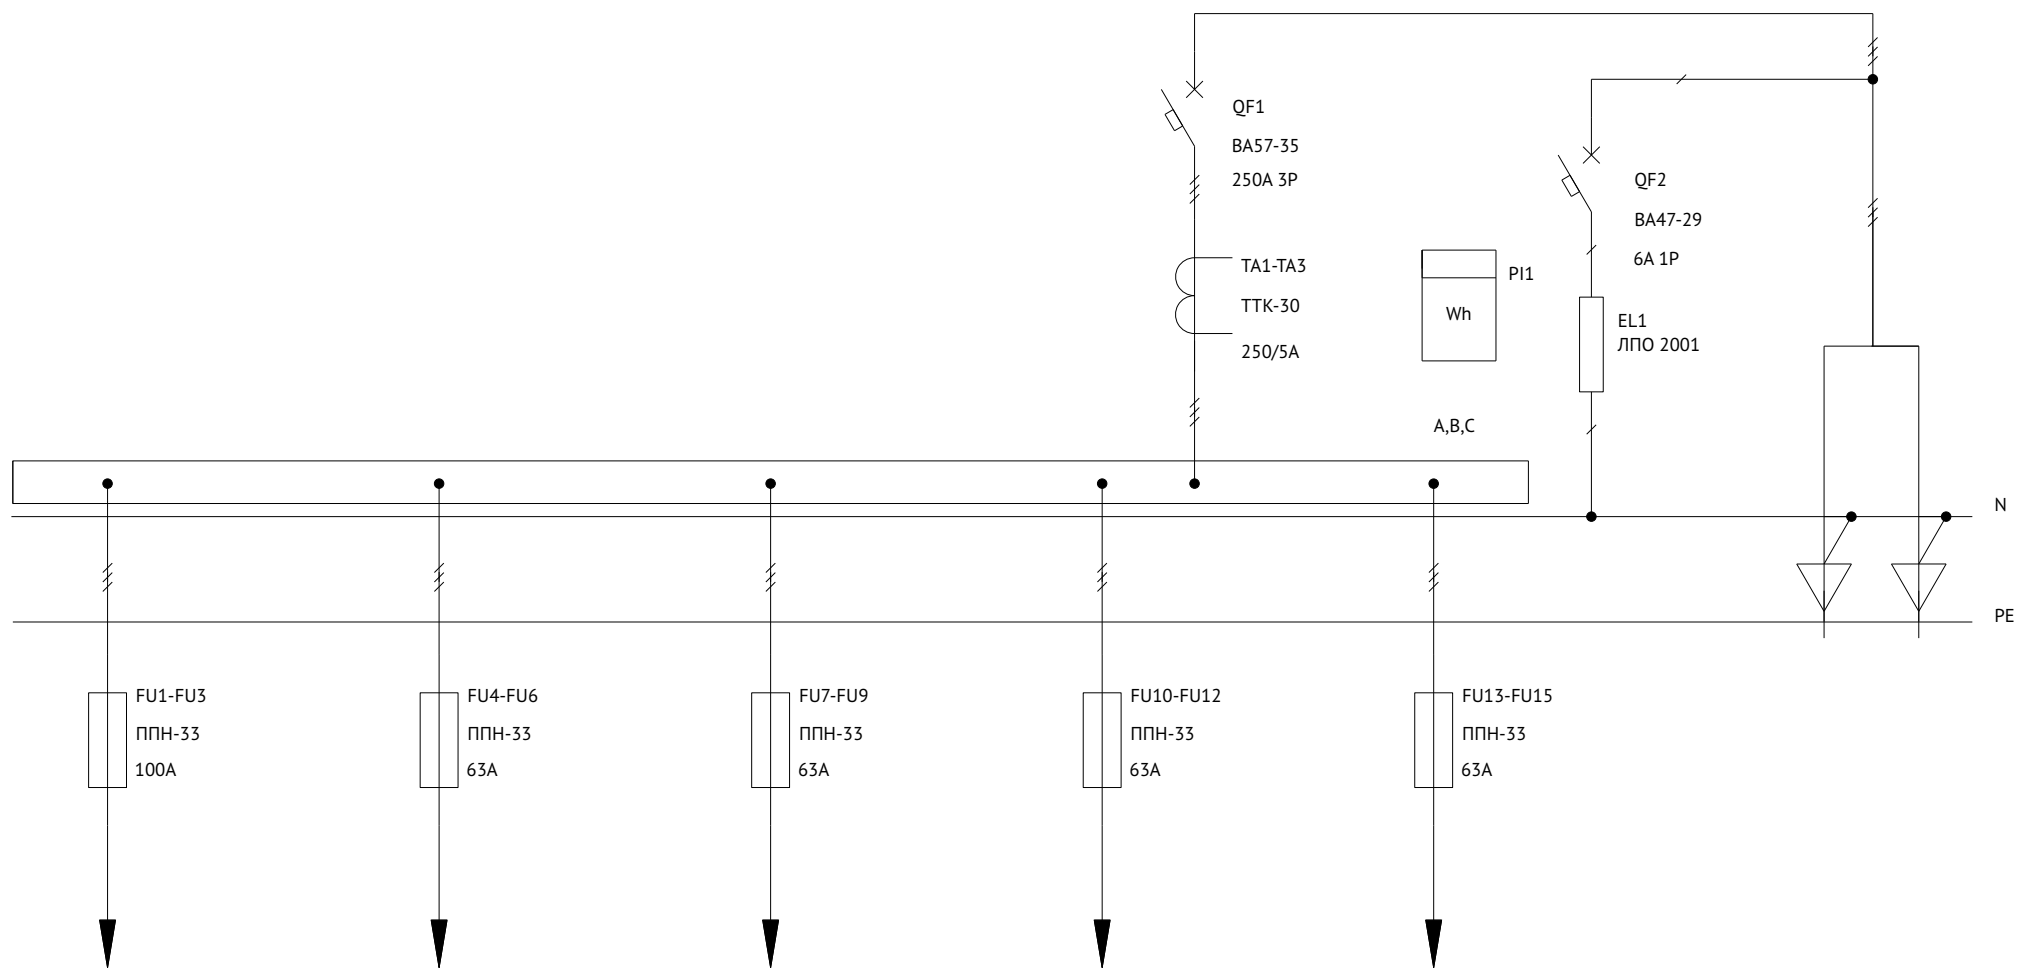 QF1
ВА57-35
250А 3Р
QF2
ВА47-29
6А 1Р
TA1-TA3
ТТК-30
250/5А
PI1
Wh
EL1
ЛПО 2001
A,B,C
N
PE
FU1-FU3
ППН-33
100А
FU4-FU6
ППН-33
63А
FU7-FU9
ППН-33
63А
FU10-FU12
ППН-33
63А
FU13-FU15
ППН-33
63А